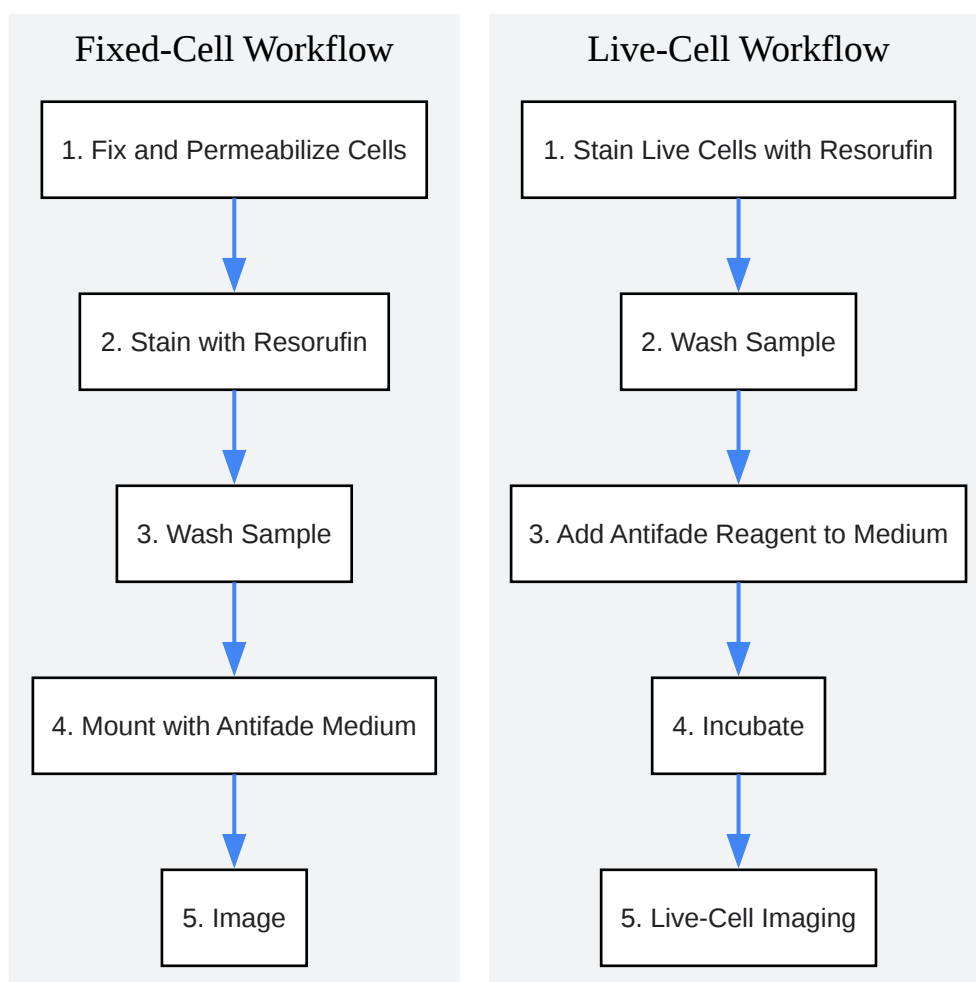 Fixed-Cell Workflow
1. Fix and Permeabilize Cells
2. Stain with Resorufin
3. Wash Sample
4. Mount with Antifade Medium
5. Image
Live-Cell Workflow
1. Stain Live Cells with Resorufin
2. Wash Sample
3. Add Antifade Reagent to Medium
4. Incubate
5. Live-Cell Imaging